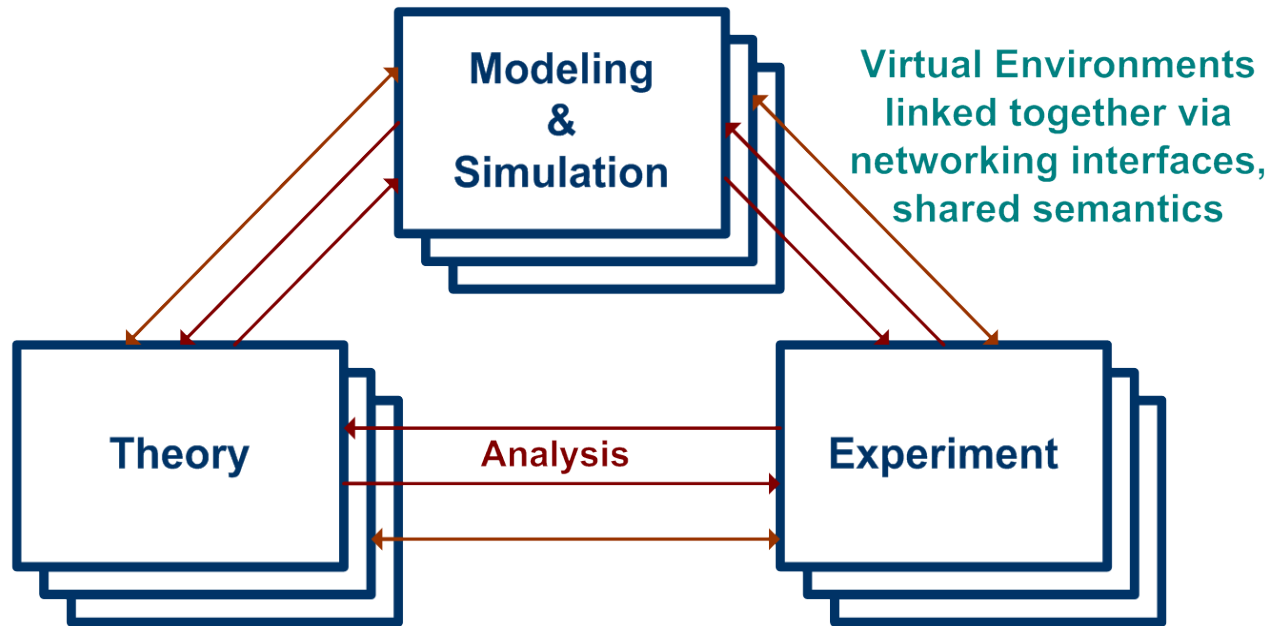 Modeling
&
Simulation
Virtual Environments
linked together via
networking interfaces,
shared semantics
Theory
Analysis
Experiment